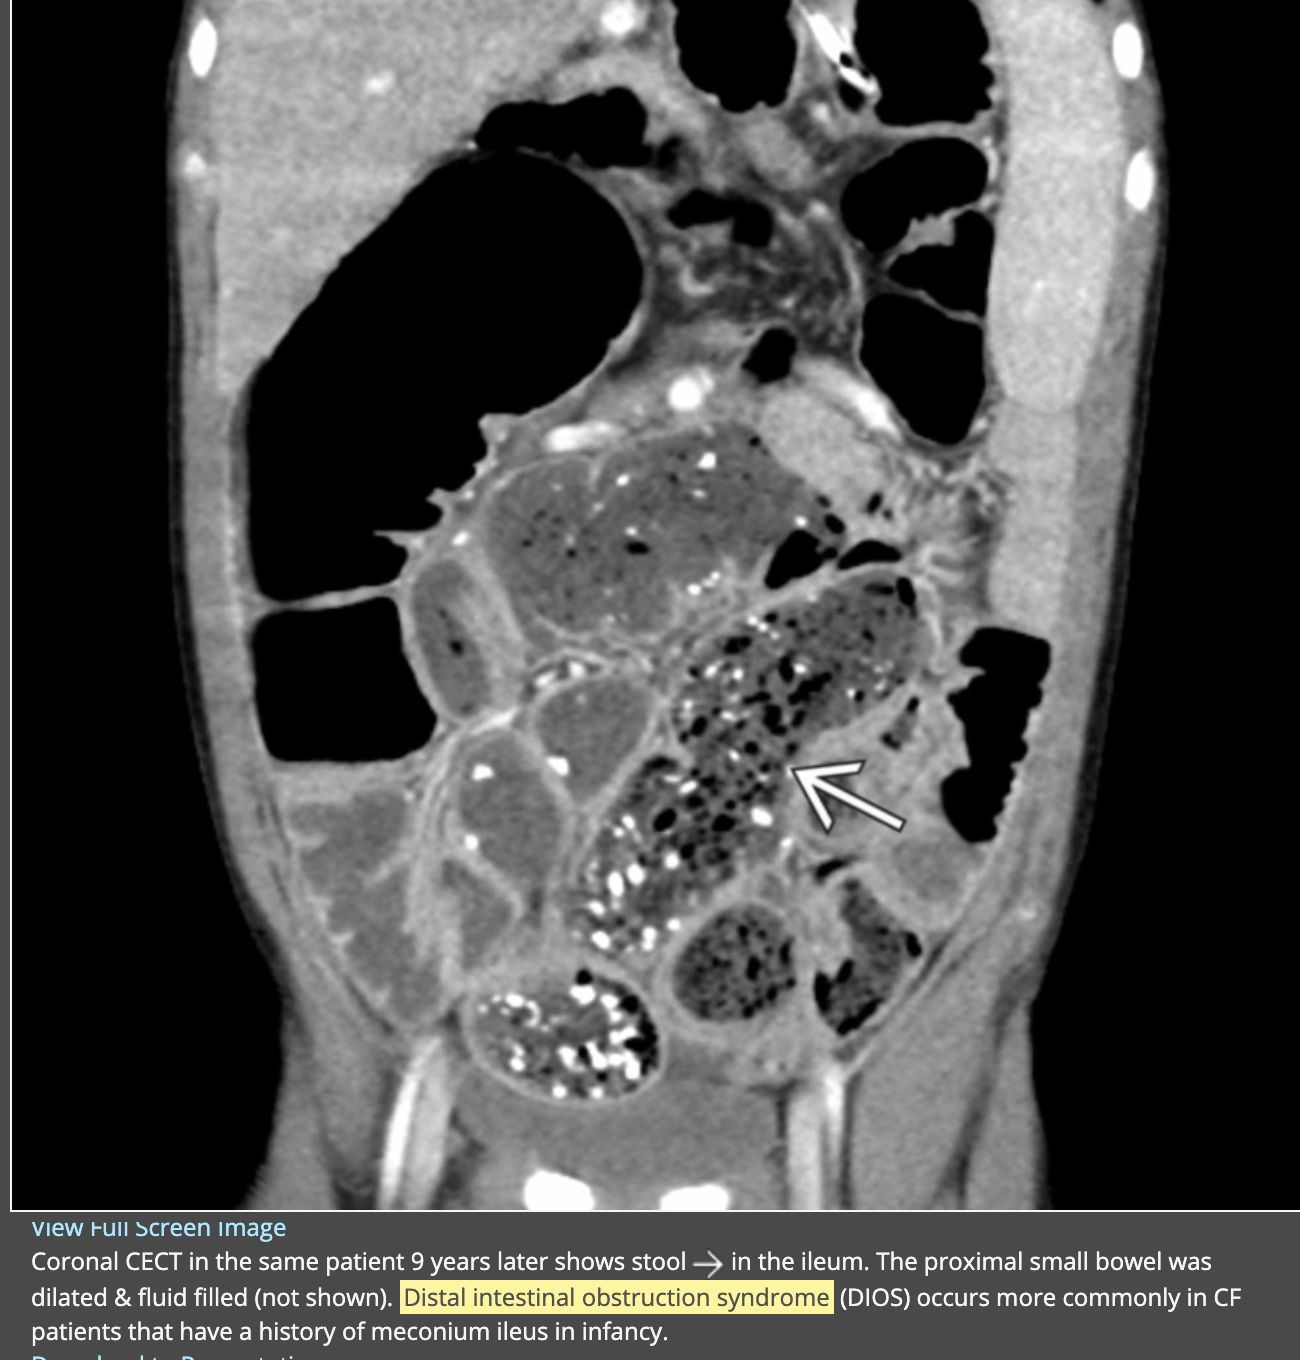 View Full Screen Image
Coronal CECT in the same patient 9 years later shows stool → in the ileum. The proximal small bowel was
dilated & fluid filled (not shown). Distal intestinal obstruction syndrome (DIOS) occurs more commonly in CF
patients that have a history of meconium ileus in infancy.